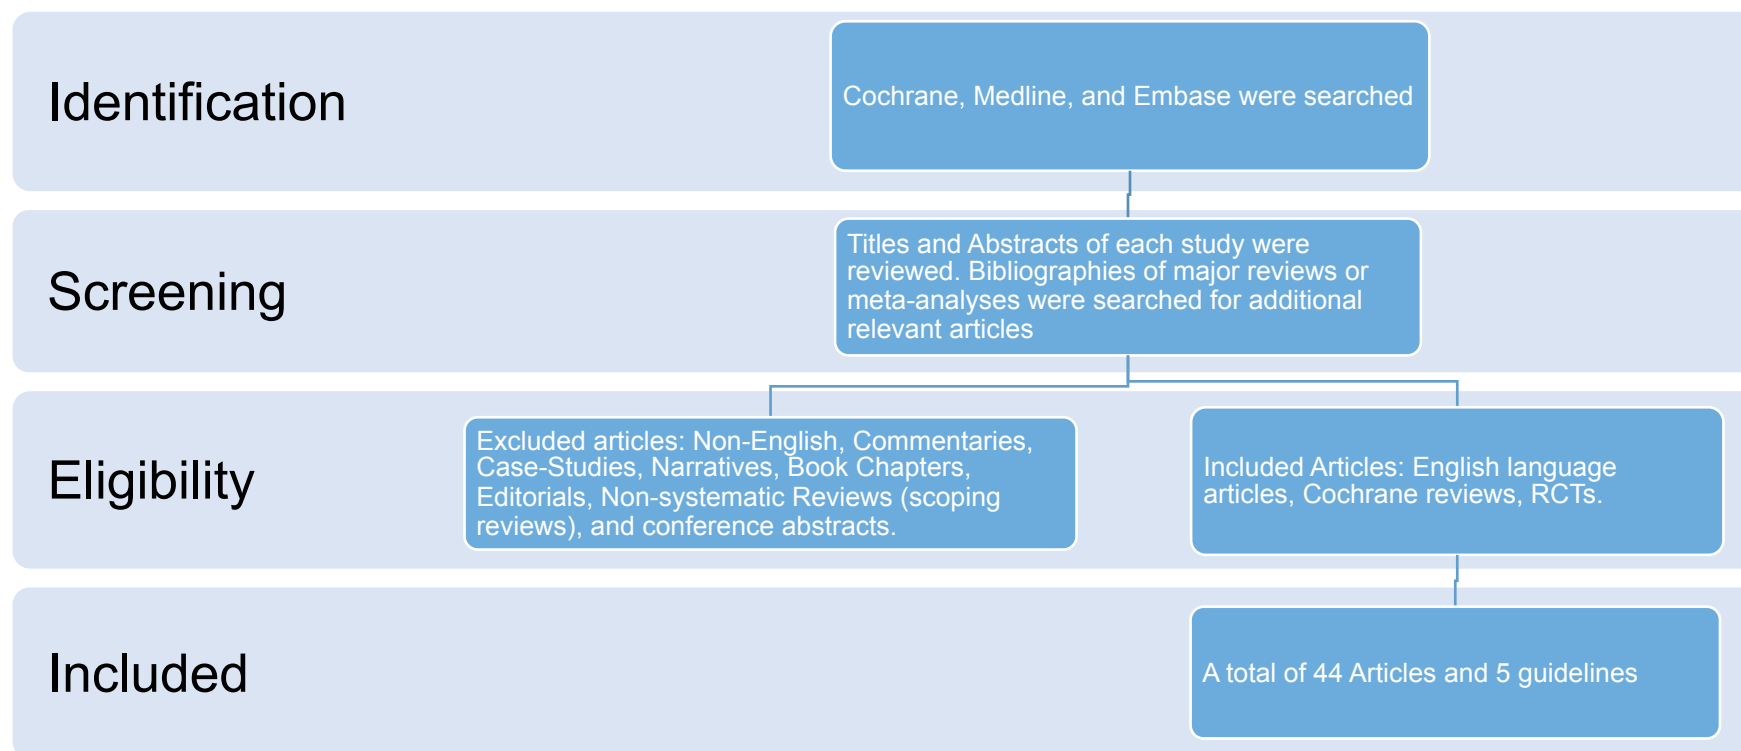 Identification
Cochrane, Medline, and Embase were searched
Screening
Titles and Abstracts of each study were
reviewed. Bibliographies of major reviews or
meta-analyses were searched for additional
relevant articles
Eligibility
Excluded articles: Non-English, Commentaries,
Case-Studies, Narratives, Book Chapters,
Editorials, Non-systematic Reviews (scoping
reviews), and conference abstracts.
Included Articles: English language
articles, Cochrane reviews, RCTs.
Included
A total of 44 Articles and 5 guidelines